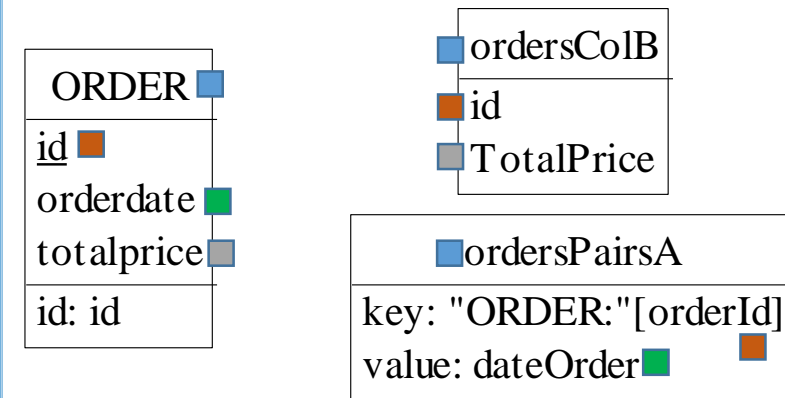 ORDER
id
orderdate
totalprice
id: id
ordersColB
id
TotalPrice
ordersPairsA
key: "ORDER:"[orderId]
value: dateOrder